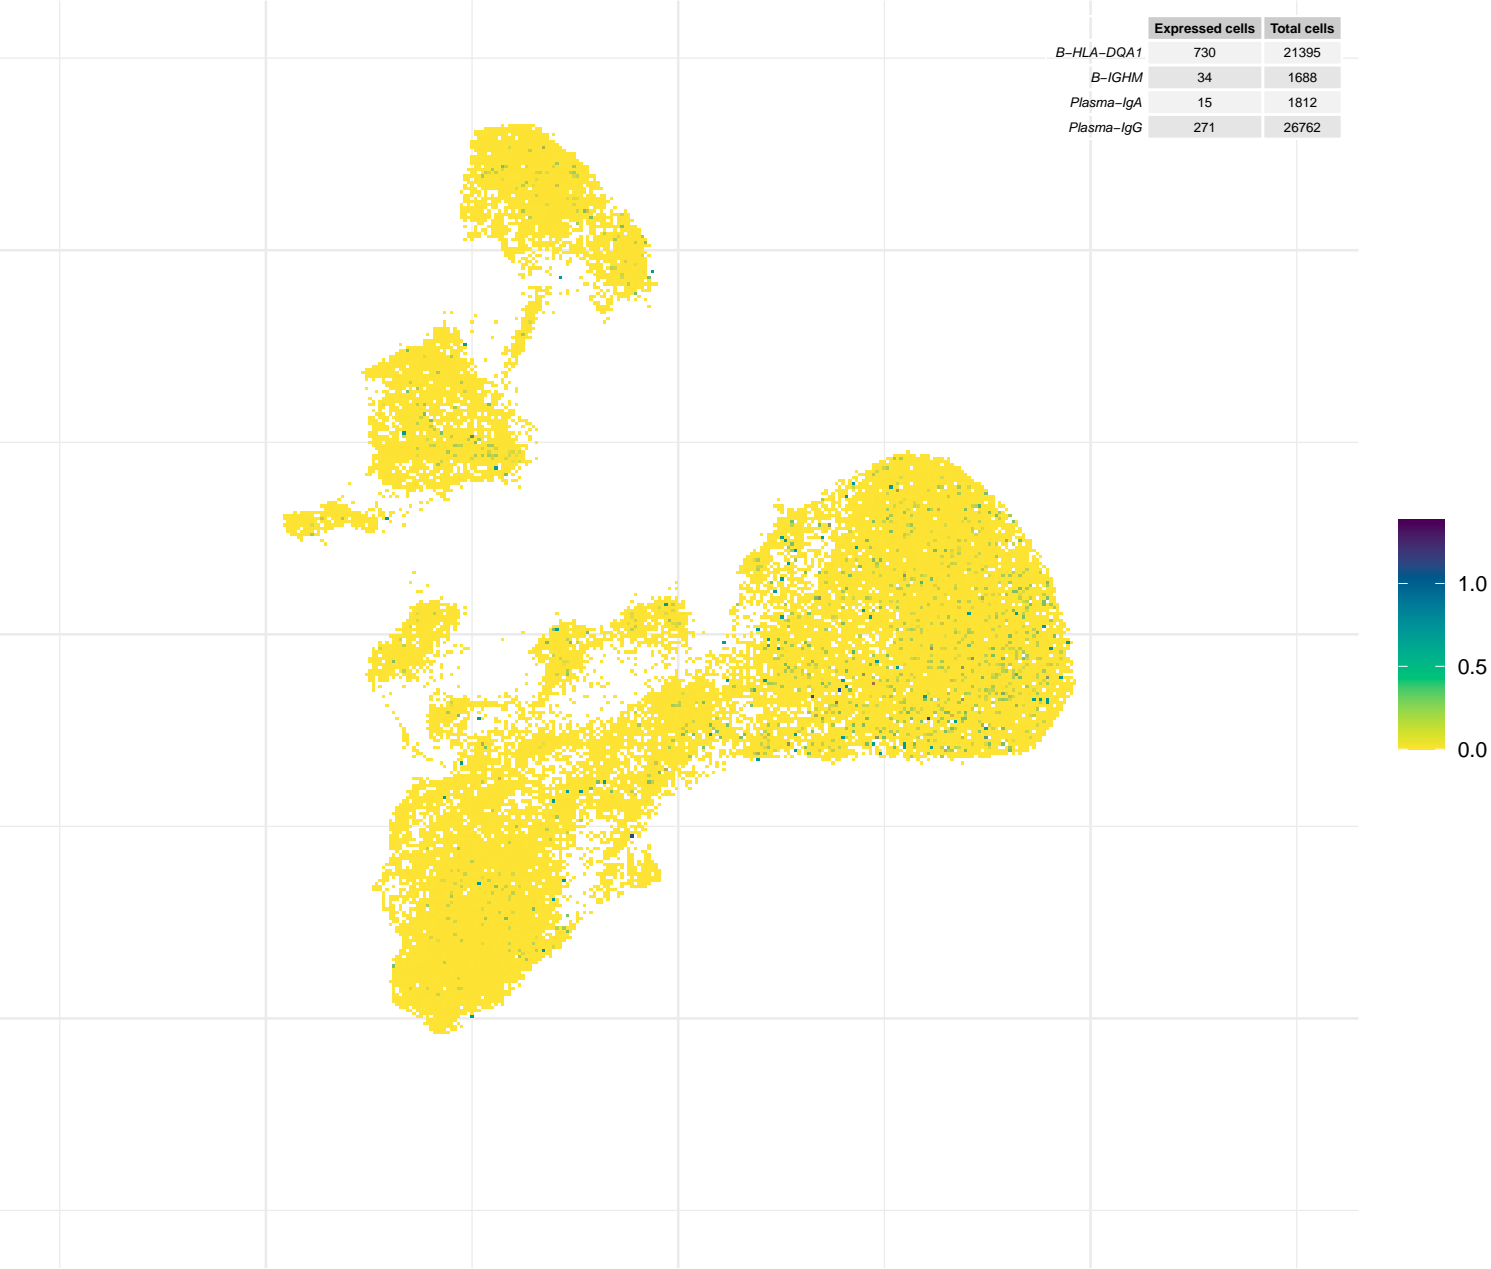 Expressed cells Total cells
B−HLA−DQA1 730 21395
B−IGHM 34 1688
Plasma−IgA 15 1812
Plasma−IgG 271 26762
1.0
0.5
0.0